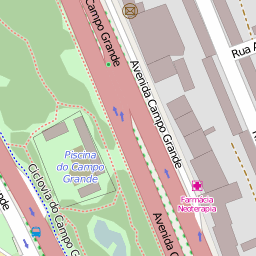 Campo Grande
Avenida Campo Grande
Rua A
Piscina
do Campo
Grande
Ciclovia do Campo G
Farmácia
Neoterapia
Avenida C